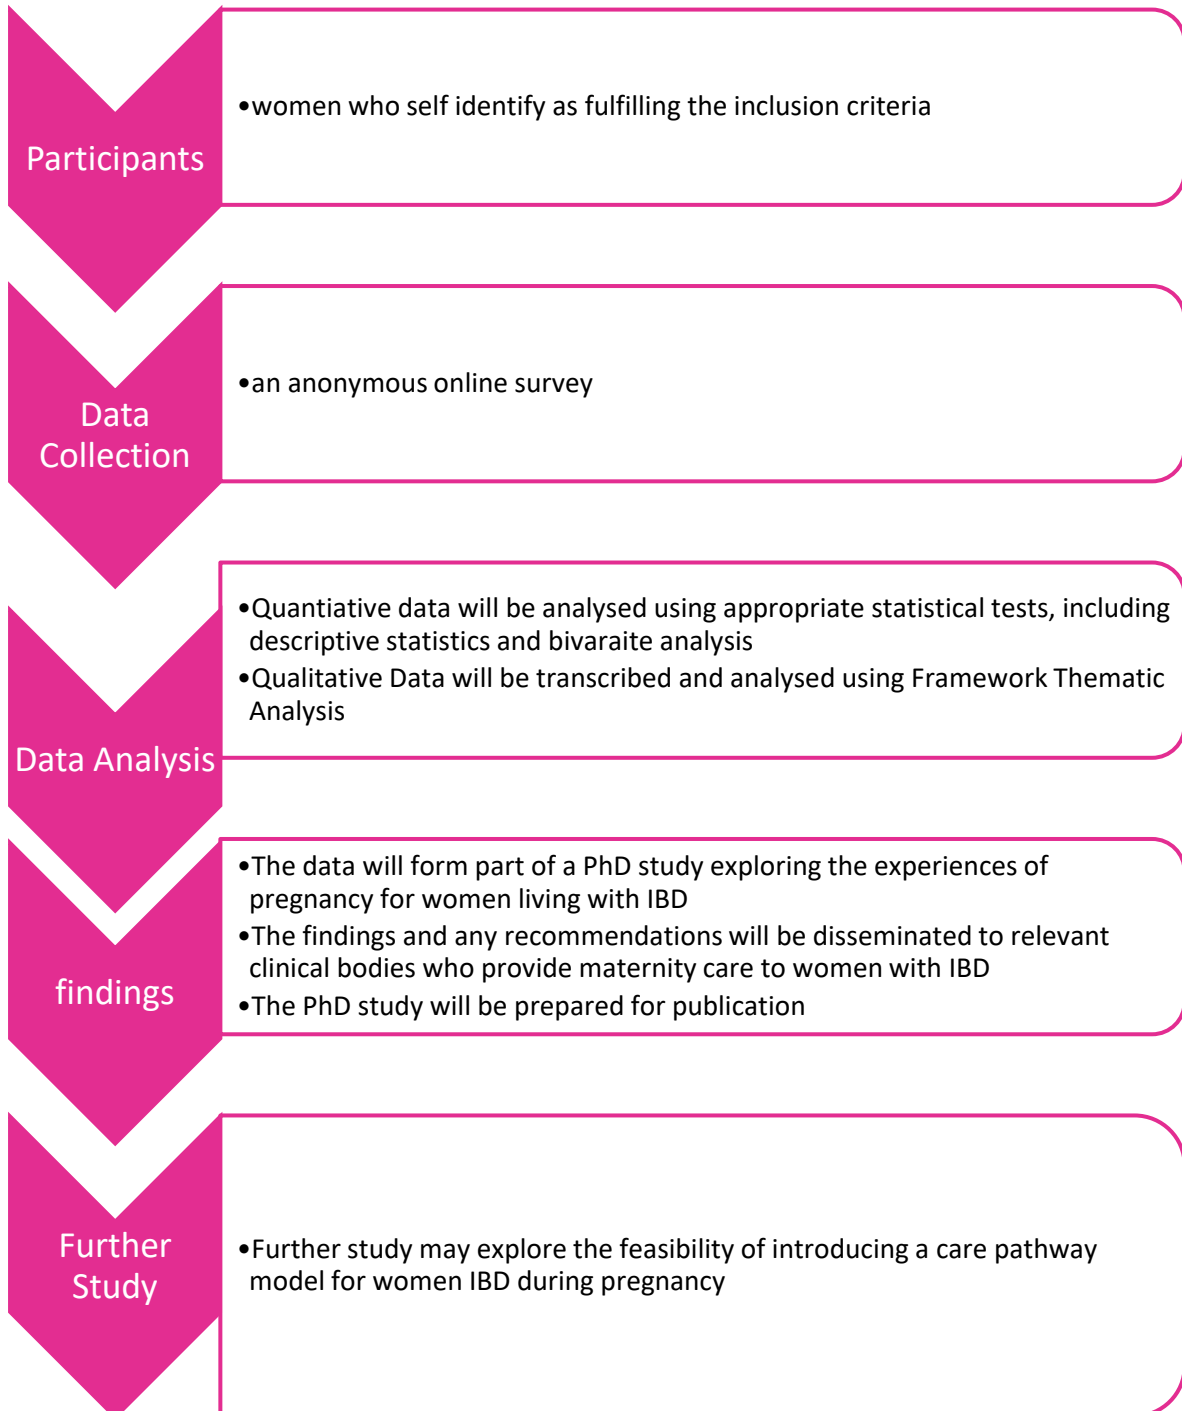 Participants
•women who self identify as fulfilling the inclusion criteria
Data
Collection
•an anonymous online survey
Data Analysis
•Quantiative data will be analysed using appropriate statistical tests, including
descriptive statistics and bivaraite analysis
•Qualitative Data will be transcribed and analysed using Framework Thematic
Analysis
findings
•The data will form part of a PhD study exploring the experiences of
pregnancy for women living with IBD
•The findings and any recommendations will be disseminated to relevant
clinical bodies who provide maternity care to women with IBD
•The PhD study will be prepared for publication
Further
Study
•Further study may explore the feasibility of introducing a care pathway
model for women IBD during pregnancy